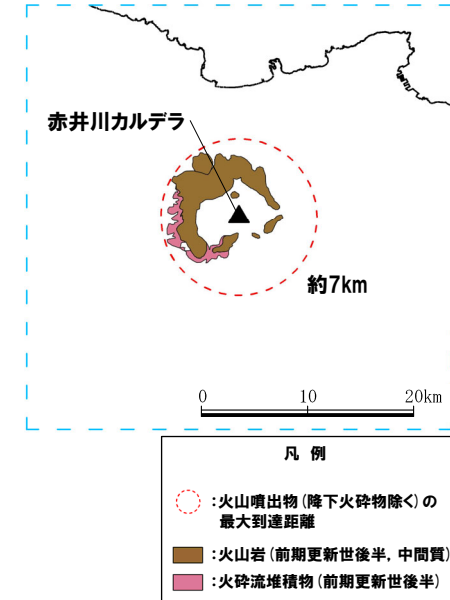 赤井川カルデラ
約7km
0 10 20km
凡 例
:火山噴出物(降下火砕物除く)の
最大到達距離
:火山岩(前期更新世後半, 中間質)
:火砕流堆積物(前期更新世後半)